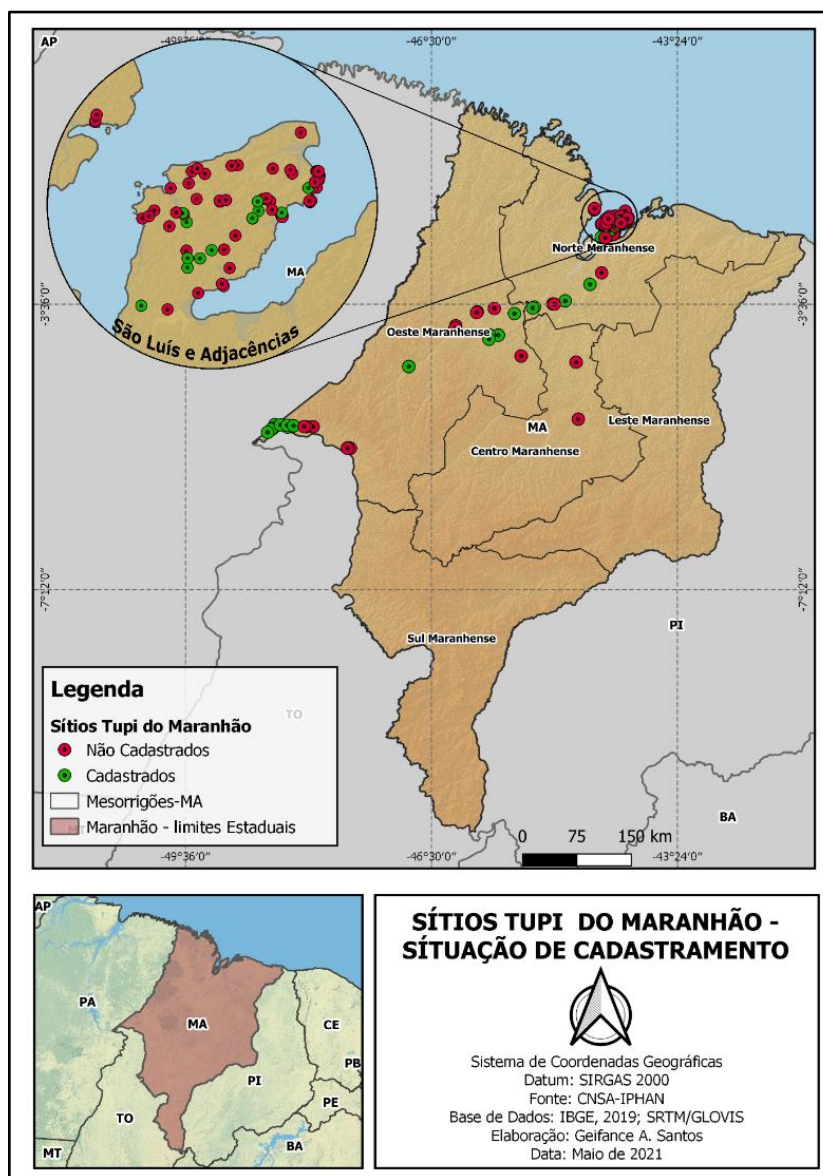 AP
-49°36'0"
-46°30'0"
-43°24'0"
MA
São Luís e Adjacências
Norte Maranhense
-3°36'0"
-3°36'0"
Oeste Maranhense
MA
Leste Maranhense
Centro Maranhense
-7°12'0"
-7°12'0"
PI
Sul Maranhense
Legenda
TO
Sítios Tupi do Maranhão
Não Cadastrados
Cadastrados
Mesorrigões-MA
Maranhão - limites Estaduais
MT
BA
0 75 150 km
-49°36'0"
-46°30'0"
-43°24'0"
AP
PA
MA
CE
PB
PI
PE
TO
MT
BA
SÍTIOS TUPI DO MARANHÃO -
SÍTUAÇÃO DE CADASTRAMENTO
Sistema de Coordenadas Geográficas
Datum: SIRGAS 2000
Fonte: CNSA-IPHAN
Base de Dados: IBGE, 2019; SRTM/GLOVIS
Elaboração: Geifance A. Santos
Data: Maio de 2021